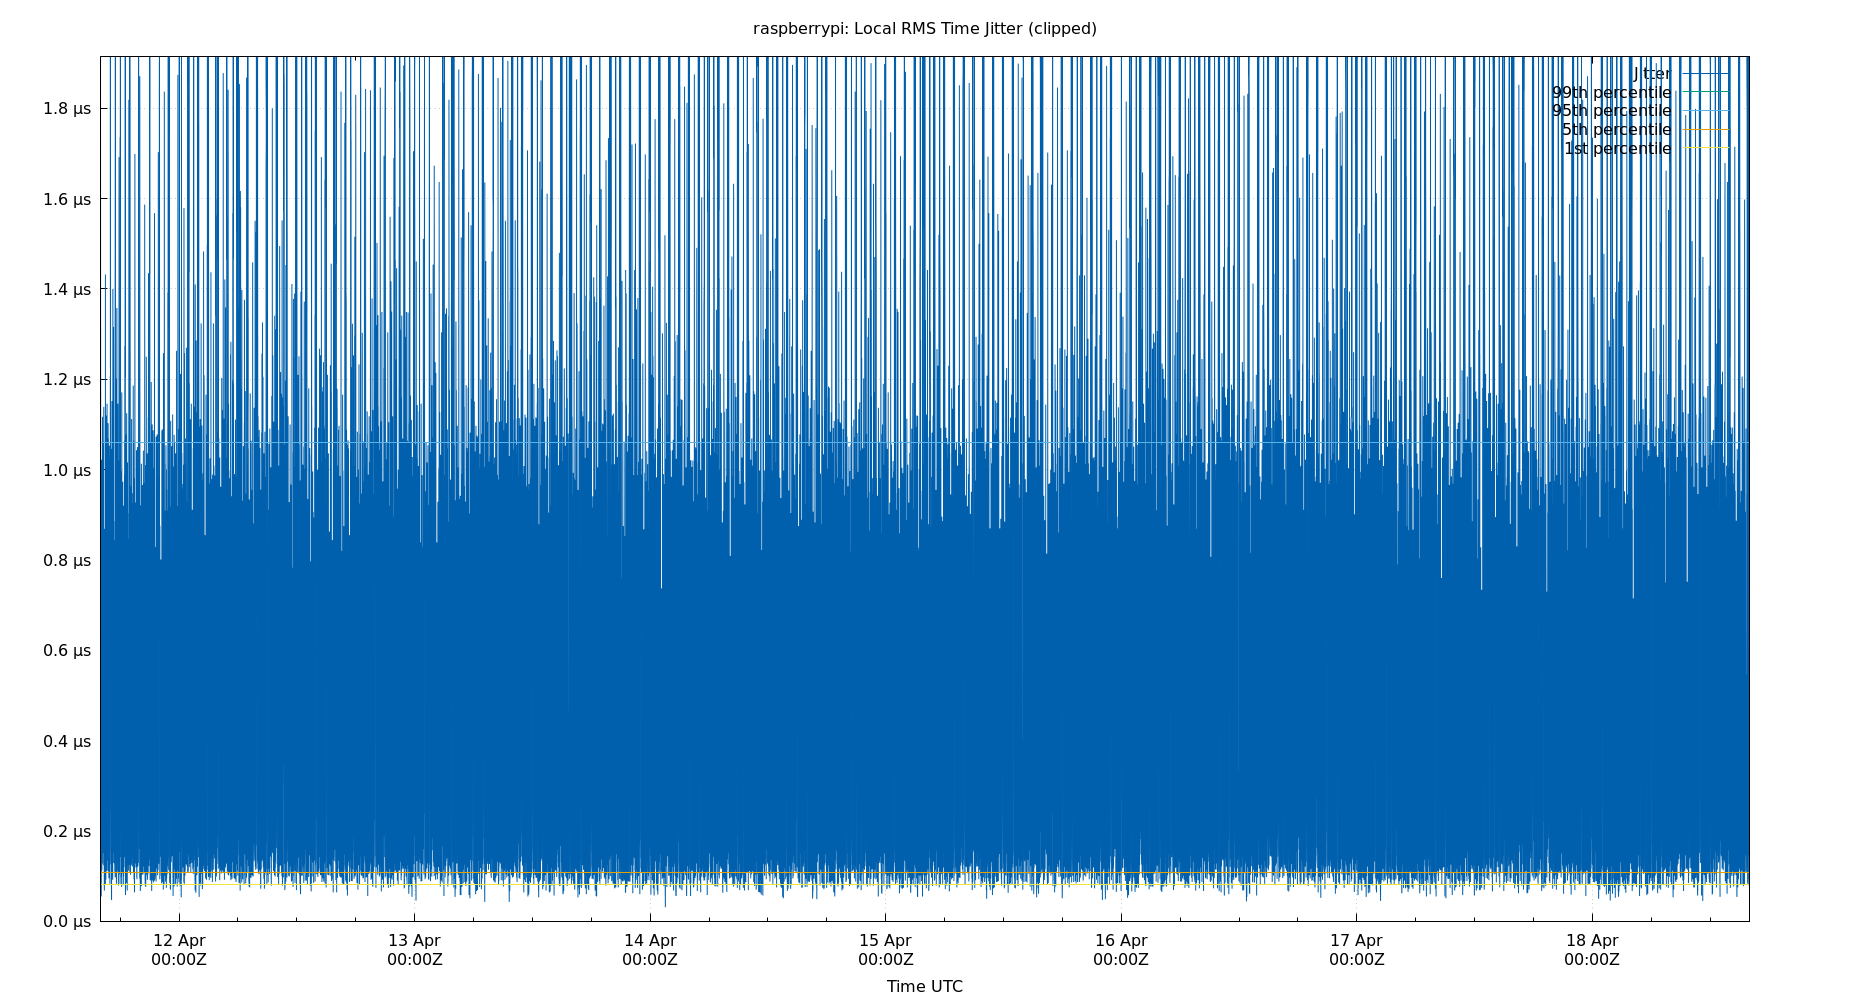 raspberrypi: Local RMS Time Jitter (clipped)
Jitter
99th percentile
95th percentile
5th percentile
1st percentile
1.8 μs
1.6 μs
1.4 μs
1.2 μs
1.0 μs
0.8 μs
0.6 μs
0.4 μs
0.2 μs
0.0 μs
12 Apr 13 Apr 14 Apr 15 Apr 16 Apr 17 Apr 18 Apr
00:00Z 00:00Z 00:00Z 00:00Z 00:00Z 00:00Z 00:00Z
Time UTC